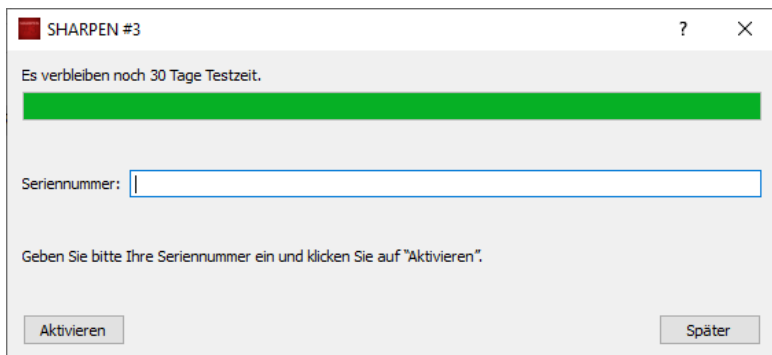 SHARPEN #3
Es verbleiben noch 30 Tage Testzeit.
Seriennummer:
Geben Sie bitte Ihre Seriennummer ein und klicken Sie auf “Aktivieren”.
Aktivieren
Später